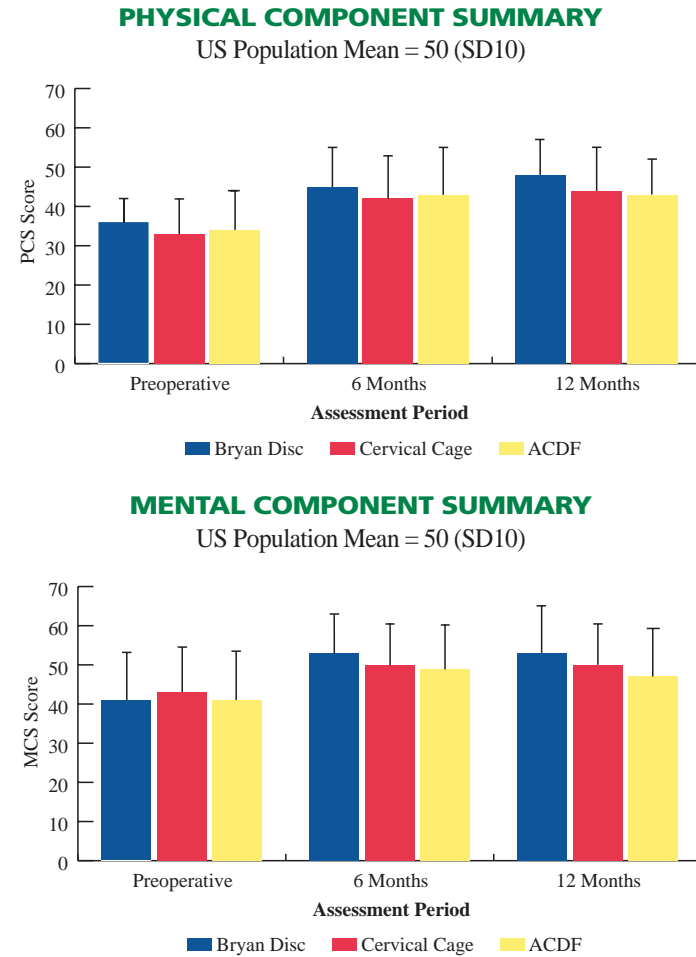 PHYSICAL COMPONENT SUMMARY
US Population Mean = 50 (SD10)
70
60
50
40
30
20
10
0
PCS Score
Preoperative 6 Months 12 Months
Assessment Period
Bryan Disc Cervical Cage ACDF
MENTAL COMPONENT SUMMARY
US Population Mean = 50 (SD10)
70
60
50
40
30
20
10
0
MCS Score
Preoperative 6 Months 12 Months
Assessment Period
Bryan Disc Cervical Cage ACDF